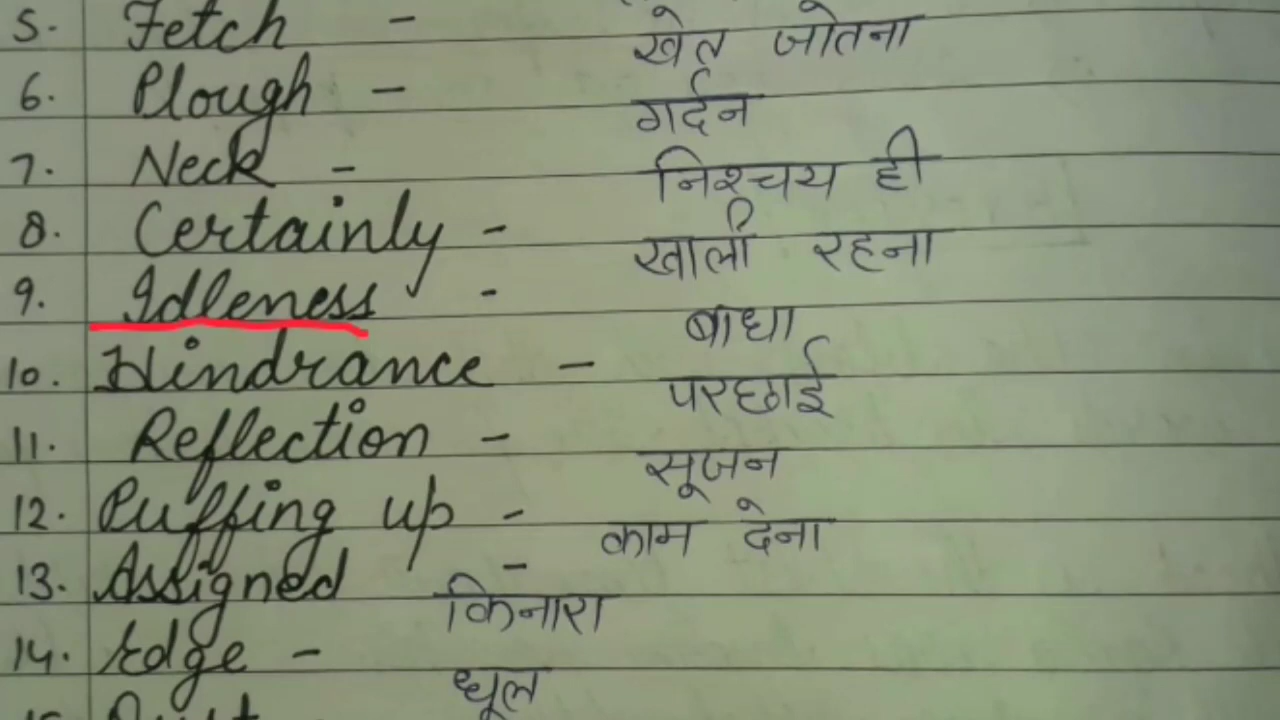 5. Fetch -
खेत जोतना
6. Plough -
गर्दन
7. Neck -
निश्चय ही
8. Certainly -
खाली रहना
9. Idleness -
बाधा
10. Hindrance -
परछाई
11. Reflection -
सूजन
12. Puffing up -
काम देना
13. Assigned -
किनारा
14. Edge -
धूल